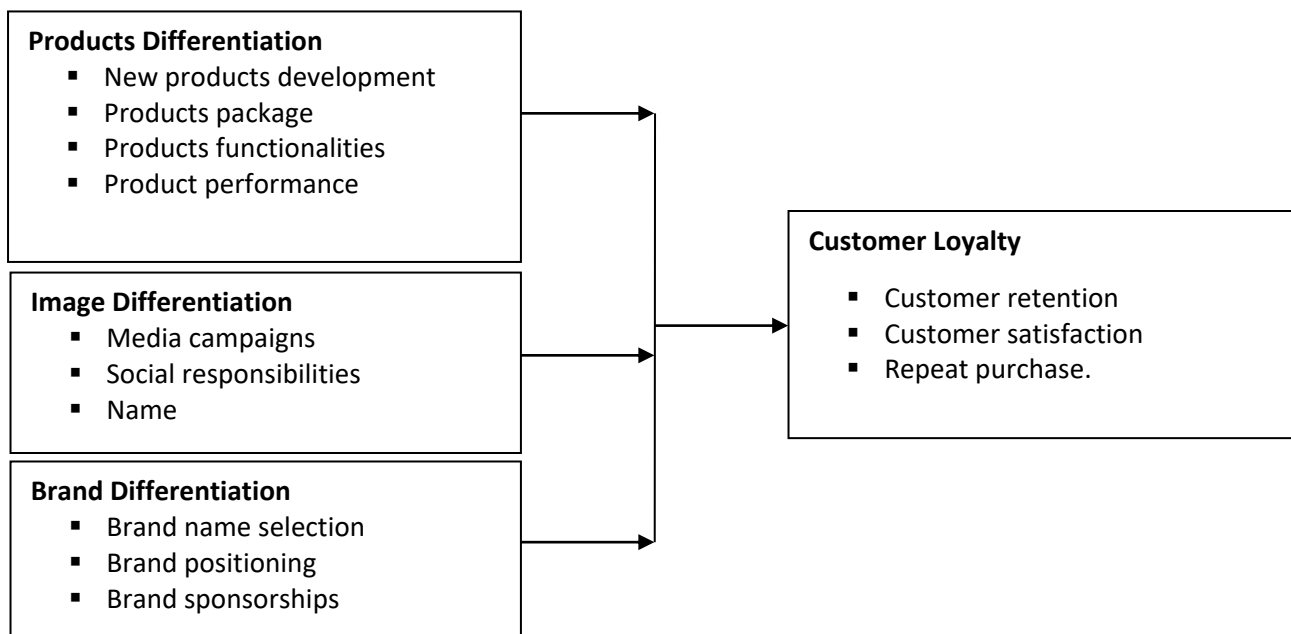 Products Differentiation
▪ New products development
▪ Products package
▪ Products functionalities
▪ Product performance
Image Differentiation
▪ Media campaigns
▪ Social responsibilities
▪ Name
Brand Differentiation
▪ Brand name selection
▪ Brand positioning
▪ Brand sponsorships
Customer Loyalty
▪ Customer retention
▪ Customer satisfaction
▪ Repeat purchase.